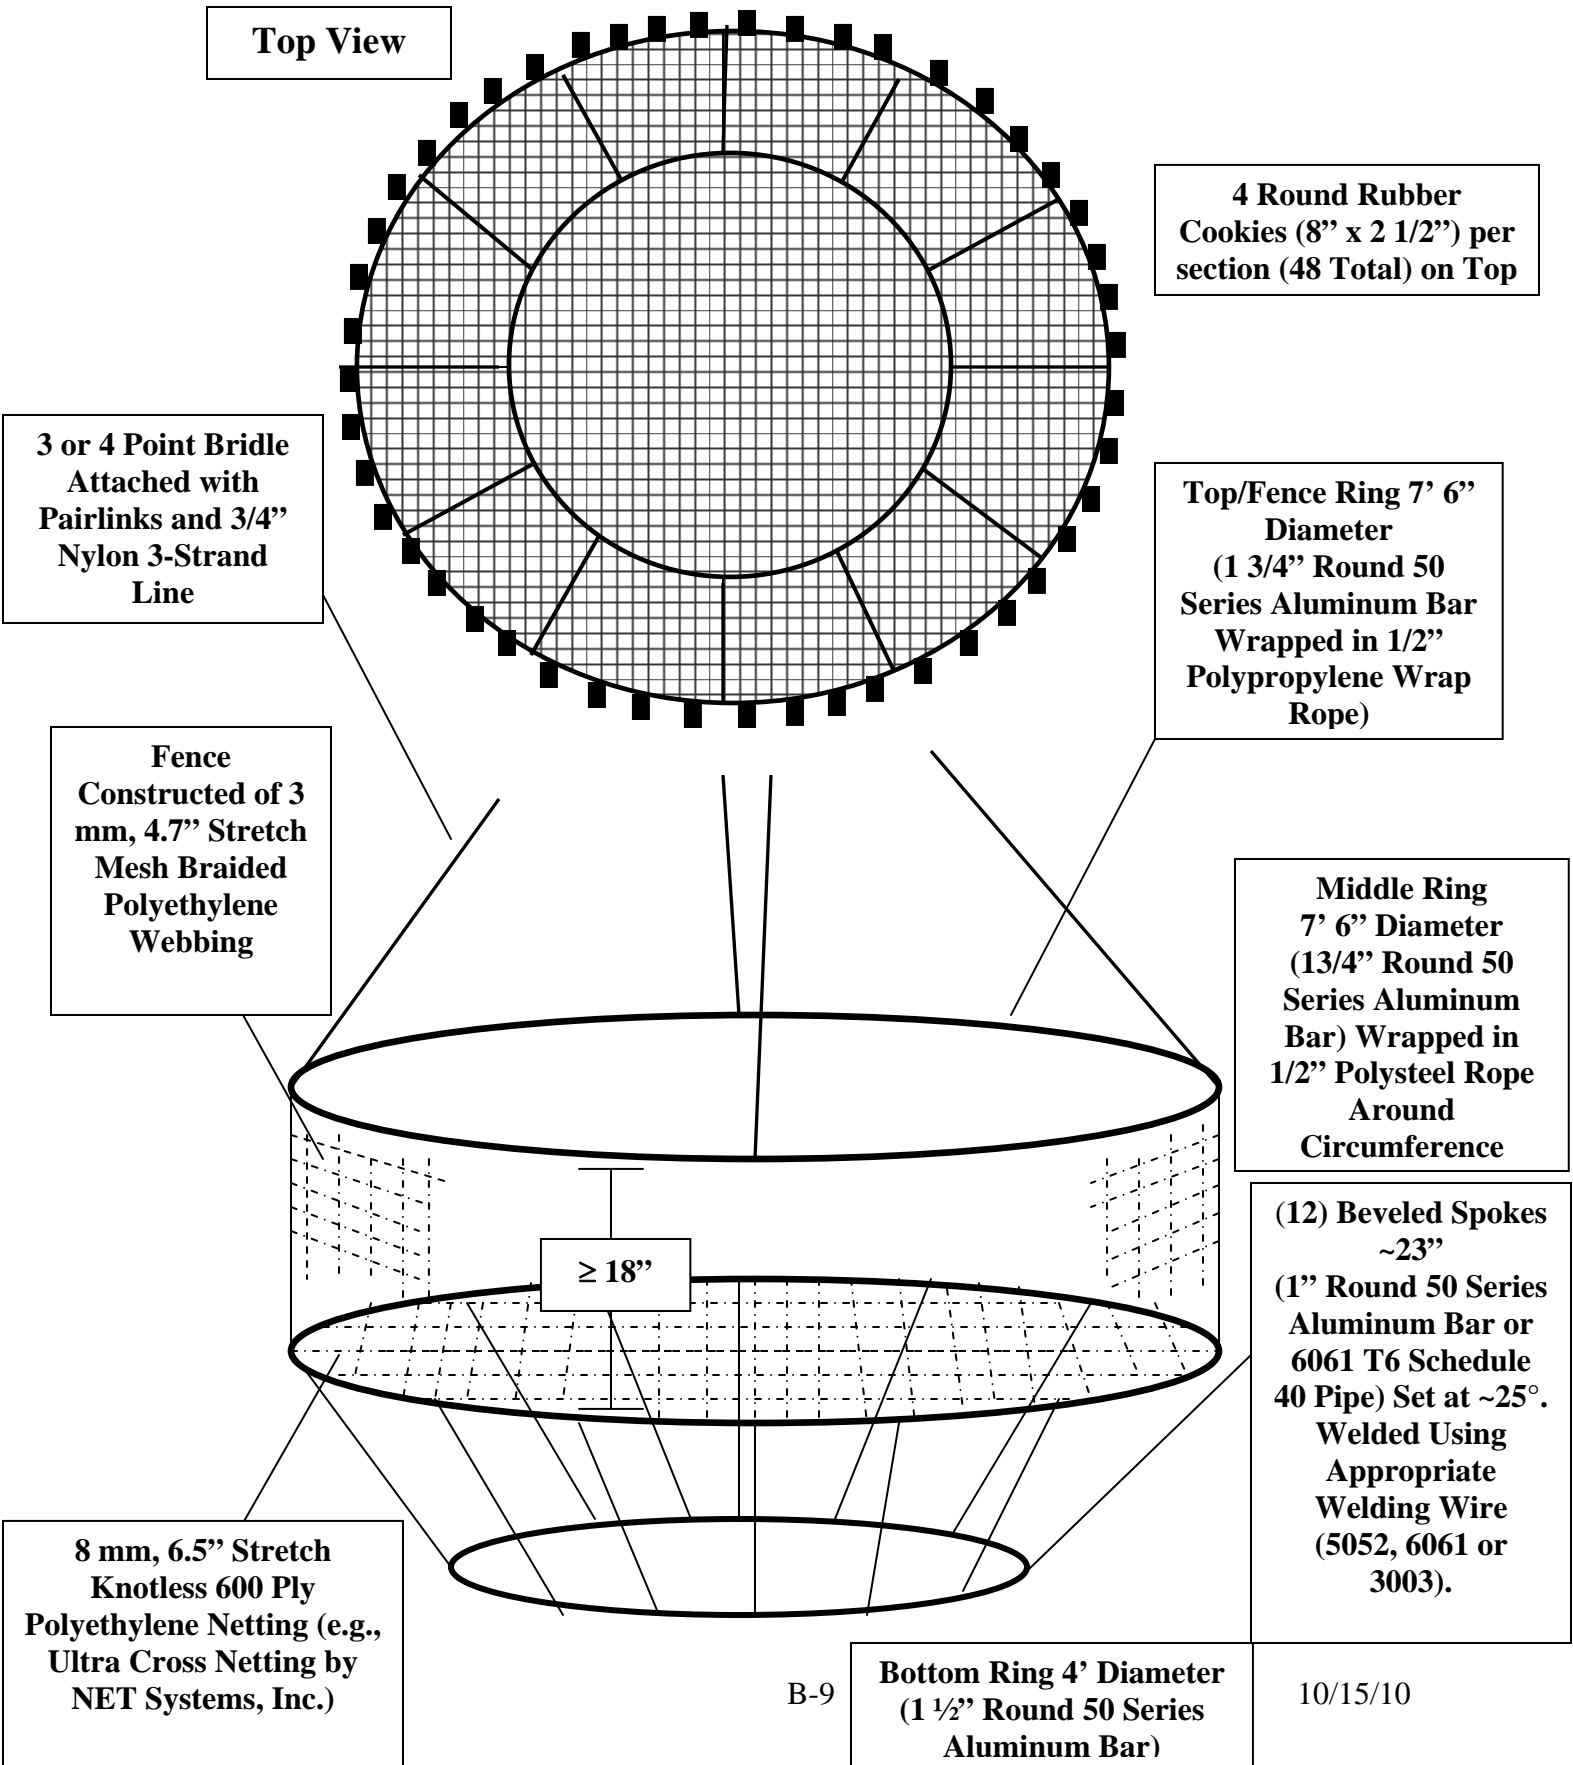 Top View
4 Round Rubber
Cookies (8” x 2 1/2”) per
section (48 Total) on Top
3 or 4 Point Bridle
Attached with
Pairlinks and 3/4”
Nylon 3-Strand
Line
Top/Fence Ring 7’ 6”
Diameter
(1 3/4” Round 50
Series Aluminum Bar
Wrapped in 1/2”
Polypropylene Wrap
Rope)
Fence
Constructed of 3
mm, 4.7” Stretch
Mesh Braided
Polyethylene
Webbing
Middle Ring
7’ 6” Diameter
(13/4” Round 50
Series Aluminum
Bar) Wrapped in
1/2” Polysteel Rope
Around
Circumference
≥ 18”
(12) Beveled Spokes
~23”
(1” Round 50 Series
Aluminum Bar or
6061 T6 Schedule
40 Pipe) Set at ~25°.
Welded Using
Appropriate
Welding Wire
(5052, 6061 or
3003).
8 mm, 6.5” Stretch
Knotless 600 Ply
Polyethylene Netting (e.g.,
Ultra Cross Netting by
NET Systems, Inc.)
Bottom Ring 4’ Diameter
(1 ½” Round 50 Series
Aluminum Bar)
B-9
10/15/10